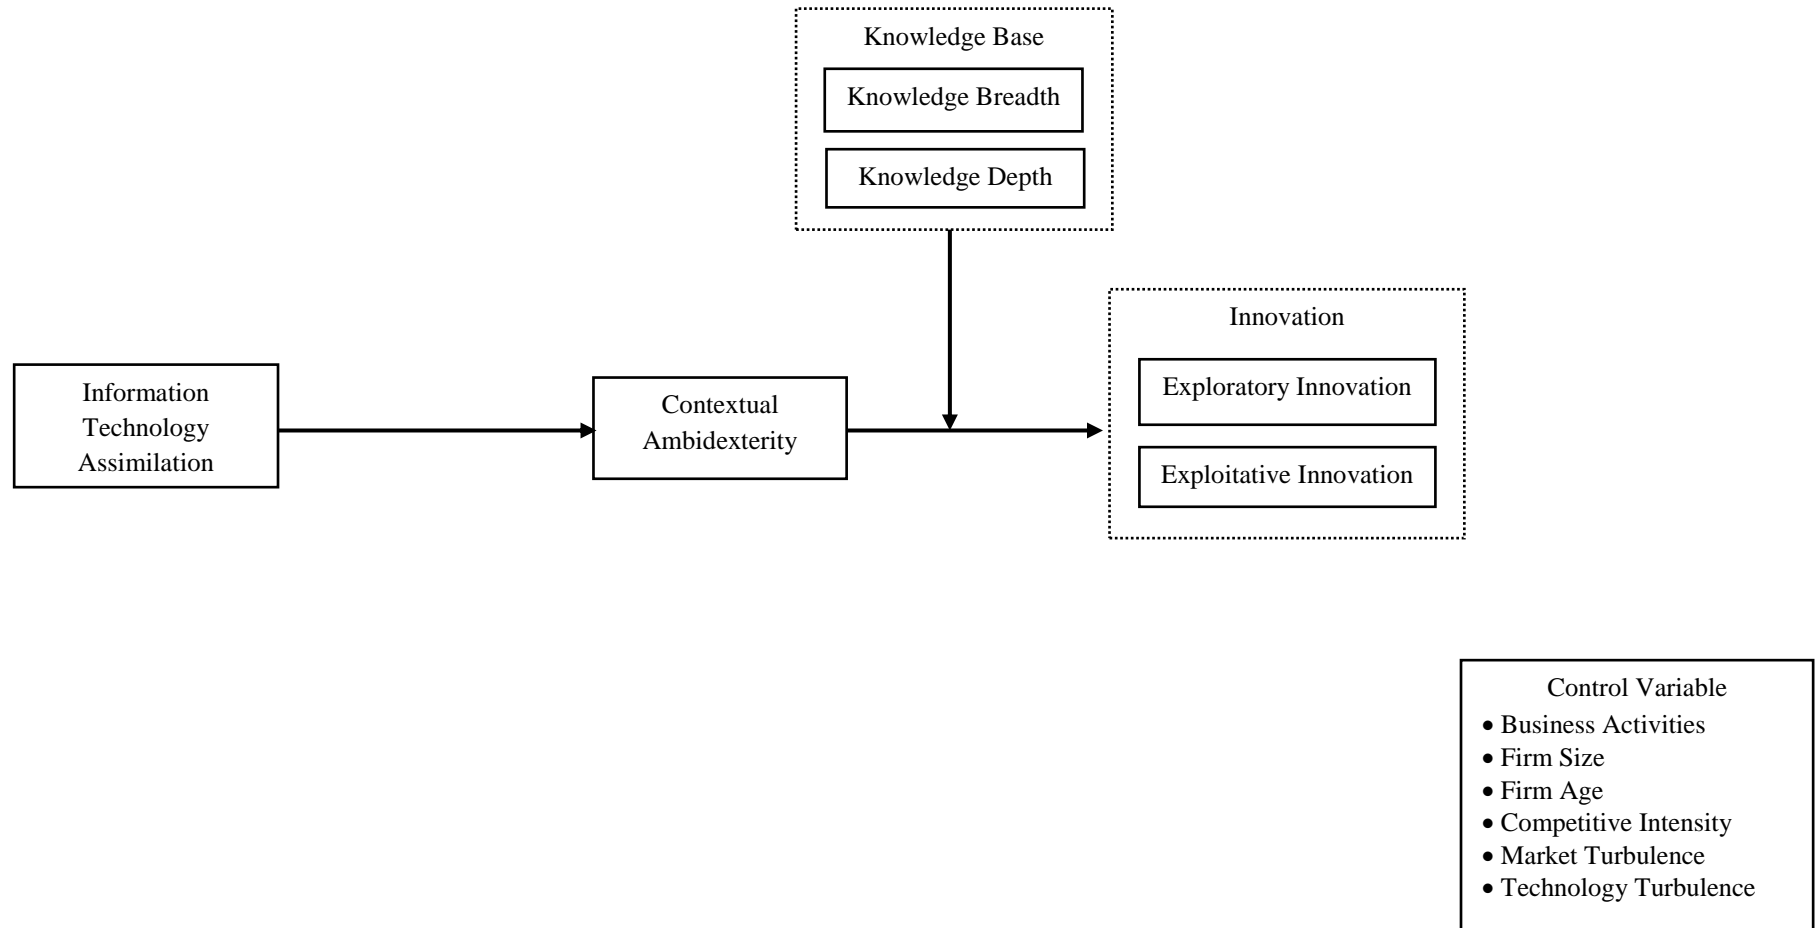 Knowledge Base
Knowledge Breadth
Knowledge Depth
Innovation
Information
Technology
Assimilation
Contextual
Ambidexterity
Exploratory Innovation
Exploitative Innovation
Control Variable
• Business Activities
• Firm Size
• Firm Age
• Competitive Intensity
• Market Turbulence
• Technology Turbulence